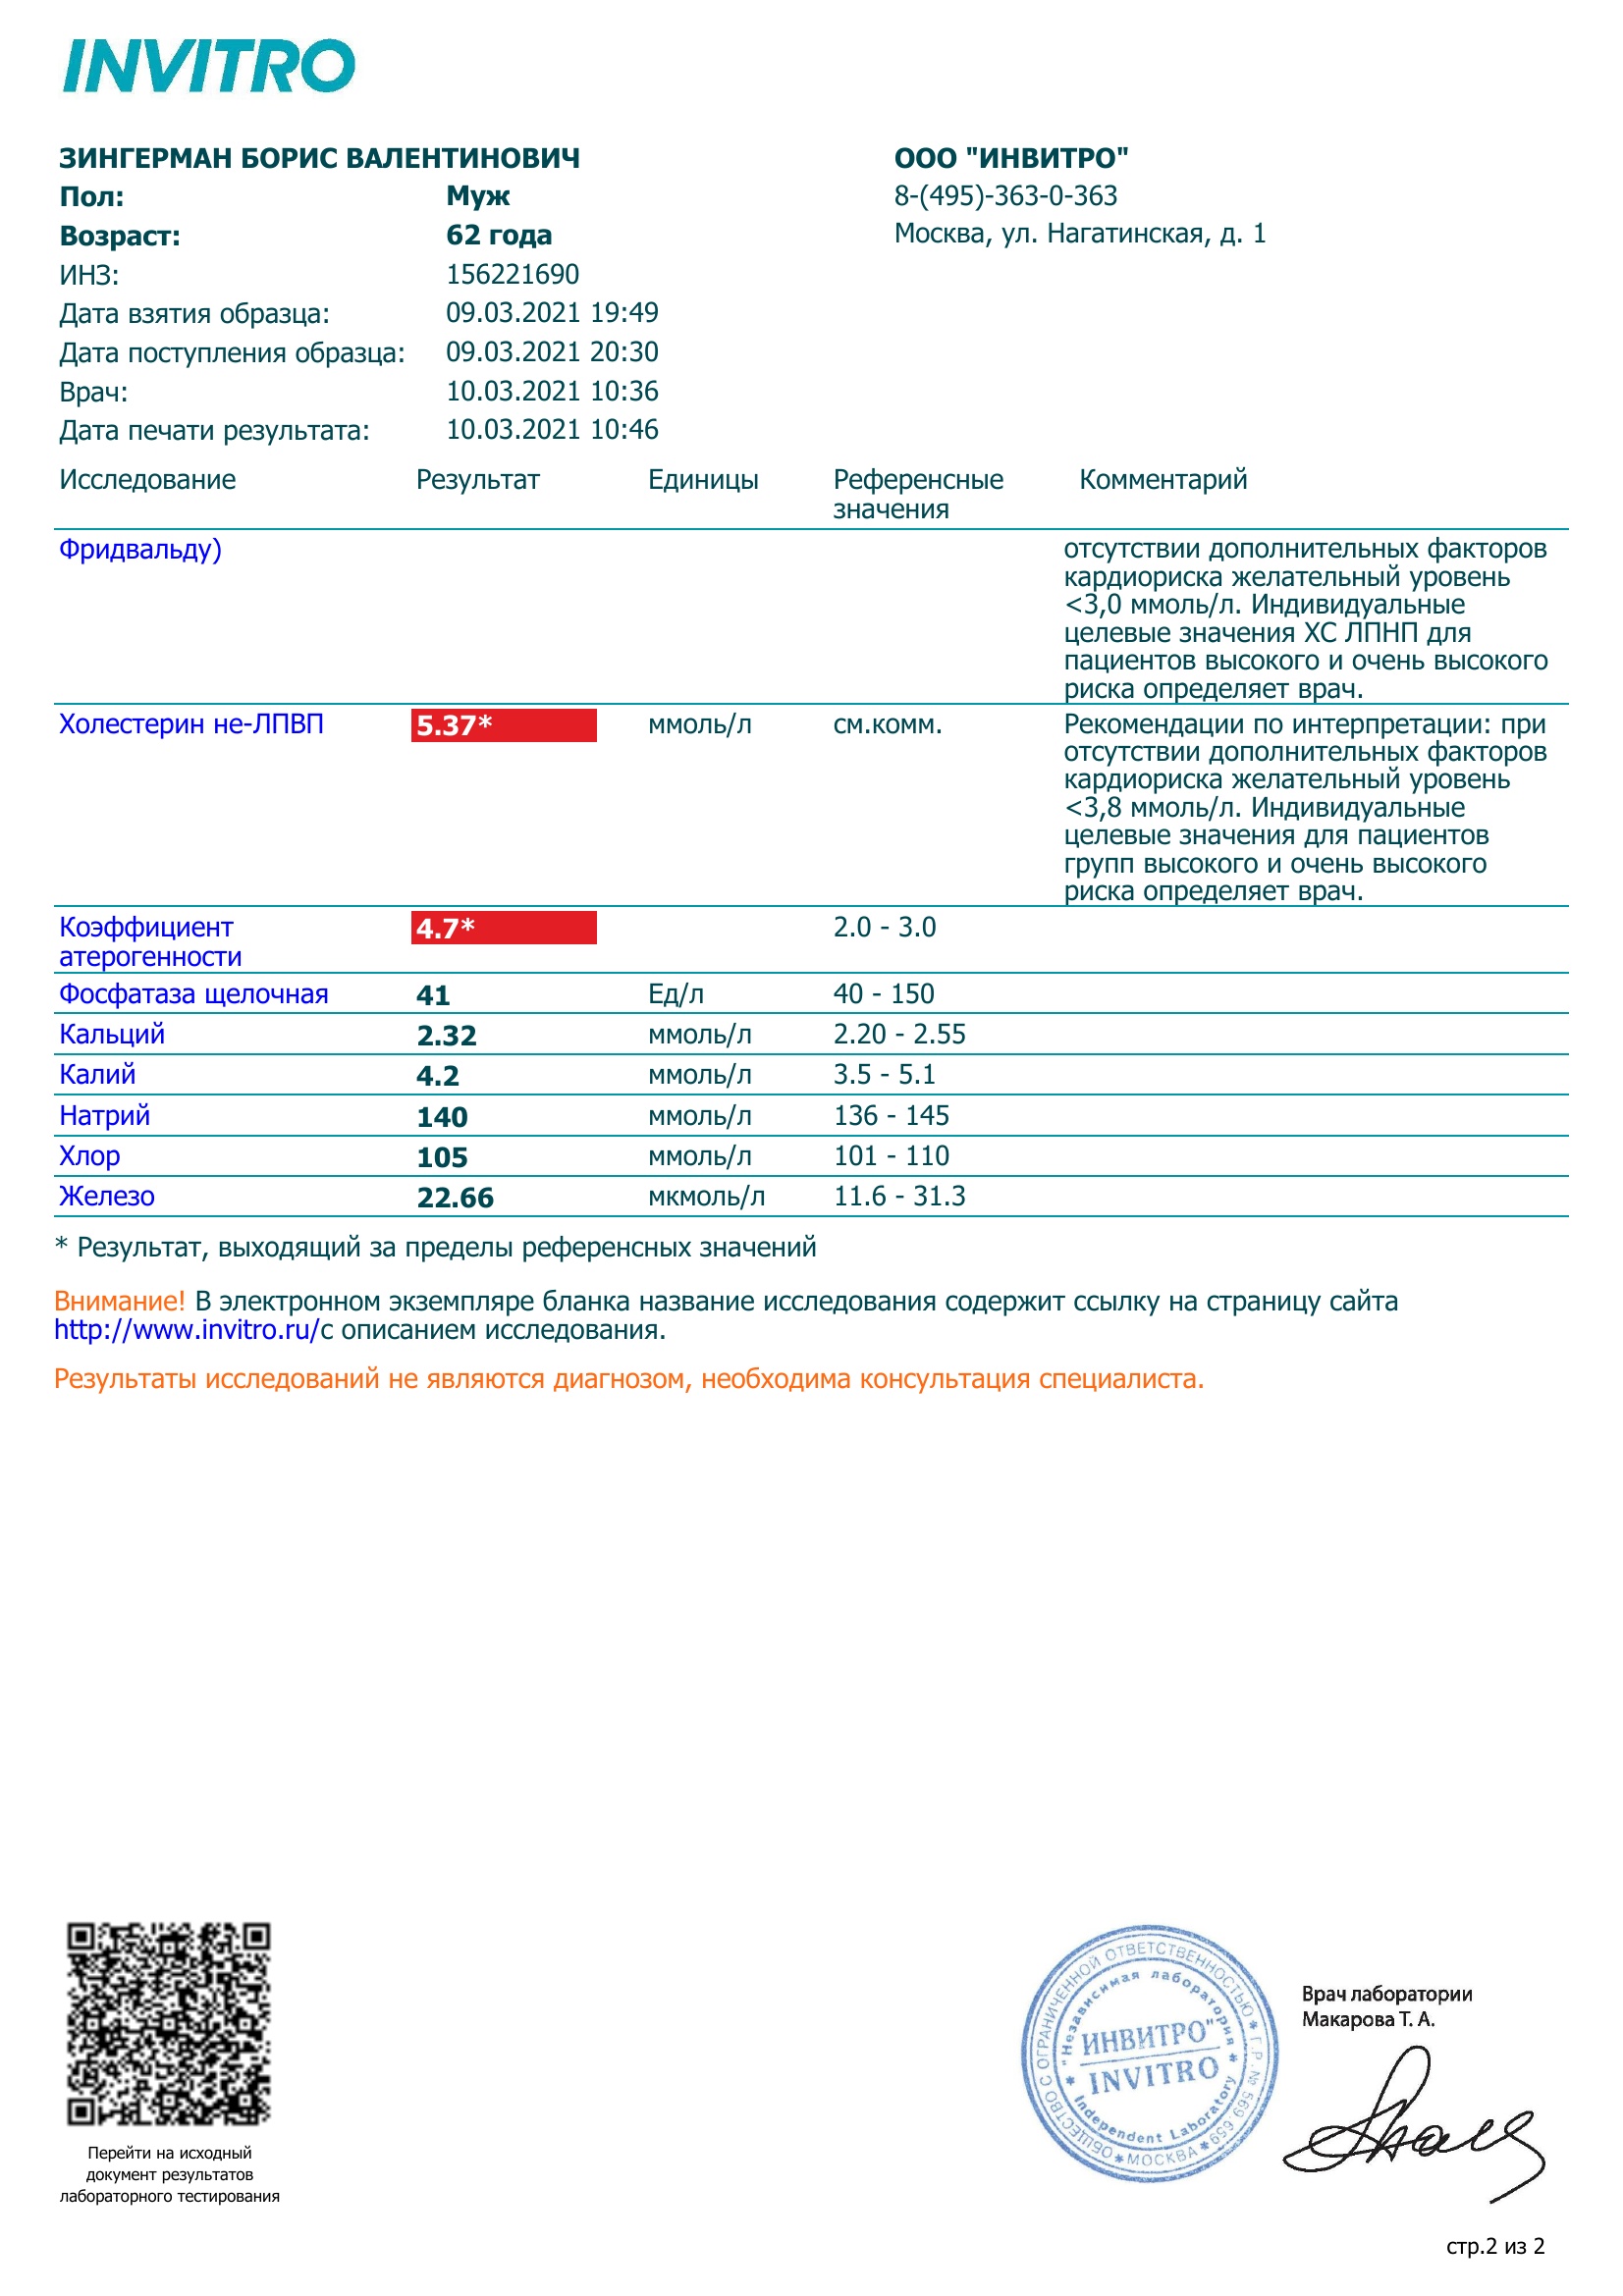 INVITRO
ЗИНГЕРМАН БОРИС ВАЛЕНТИНОВИЧ
ООО "ИНВИТРО"
Пол: Муж
8-(495)-363-0-363
Возраст: 62 года
Москва, ул. Нагатинская, д. 1
ИНЗ: 156221690
Дата взятия образца: 09.03.2021 19:49
Дата поступления образца: 09.03.2021 20:30
Врач: 10.03.2021 10:36
Дата печати результата: 10.03.2021 10:46
Исследование Результат Единицы Референсные Комментарий
значения
Фридвальду) отсутствии дополнительных факторов
кардиориска желательный уровень
<3,0 ммоль/л. Индивидуальные
целевые значения ХС ЛПНП для
пациентов высокого и очень высокого
риска определяет врач.
Холестерин не-ЛПВП 5.37* ммоль/л см.комм. Рекомендации по интерпретации: при
отсутствии дополнительных факторов
кардиориска желательный уровень
<3,8 ммоль/л. Индивидуальные
целевые значения для пациентов
групп высокого и очень высокого
риска определяет врач.
Коэффициент 4.7* 2.0 - 3.0
атерогенности
Фосфатаза щелочная 41 Ед/л 40 - 150
Кальций 2.32 ммоль/л 2.20 - 2.55
Калий 4.2 ммоль/л 3.5 - 5.1
Натрий 140 ммоль/л 136 - 145
Хлор 105 ммоль/л 101 - 110
Железо 22.66 мкмоль/л 11.6 - 31.3
* Результат, выходящий за пределы референсных значений
Внимание! В электронном экземпляре бланка название исследования содержит ссылку на страницу сайта
http://www.invitro.ru/с описанием исследования.
Результаты исследований не являются диагнозом, необходима консультация специалиста.
ОБЩЕСТВО С ОГРАНИЧЕННОЙ ОТВЕТСТВЕННОСТЬЮ * Г.Р. № 569 659 * МОСКВА *
"Независимая лаборатория
ИНВИТРО"
INVITRO
* Independent Laboratory *
Врач лаборатории
Макарова Т. А.
Перейти на исходный
документ результатов
лабораторного тестирования
стр.2 из 2